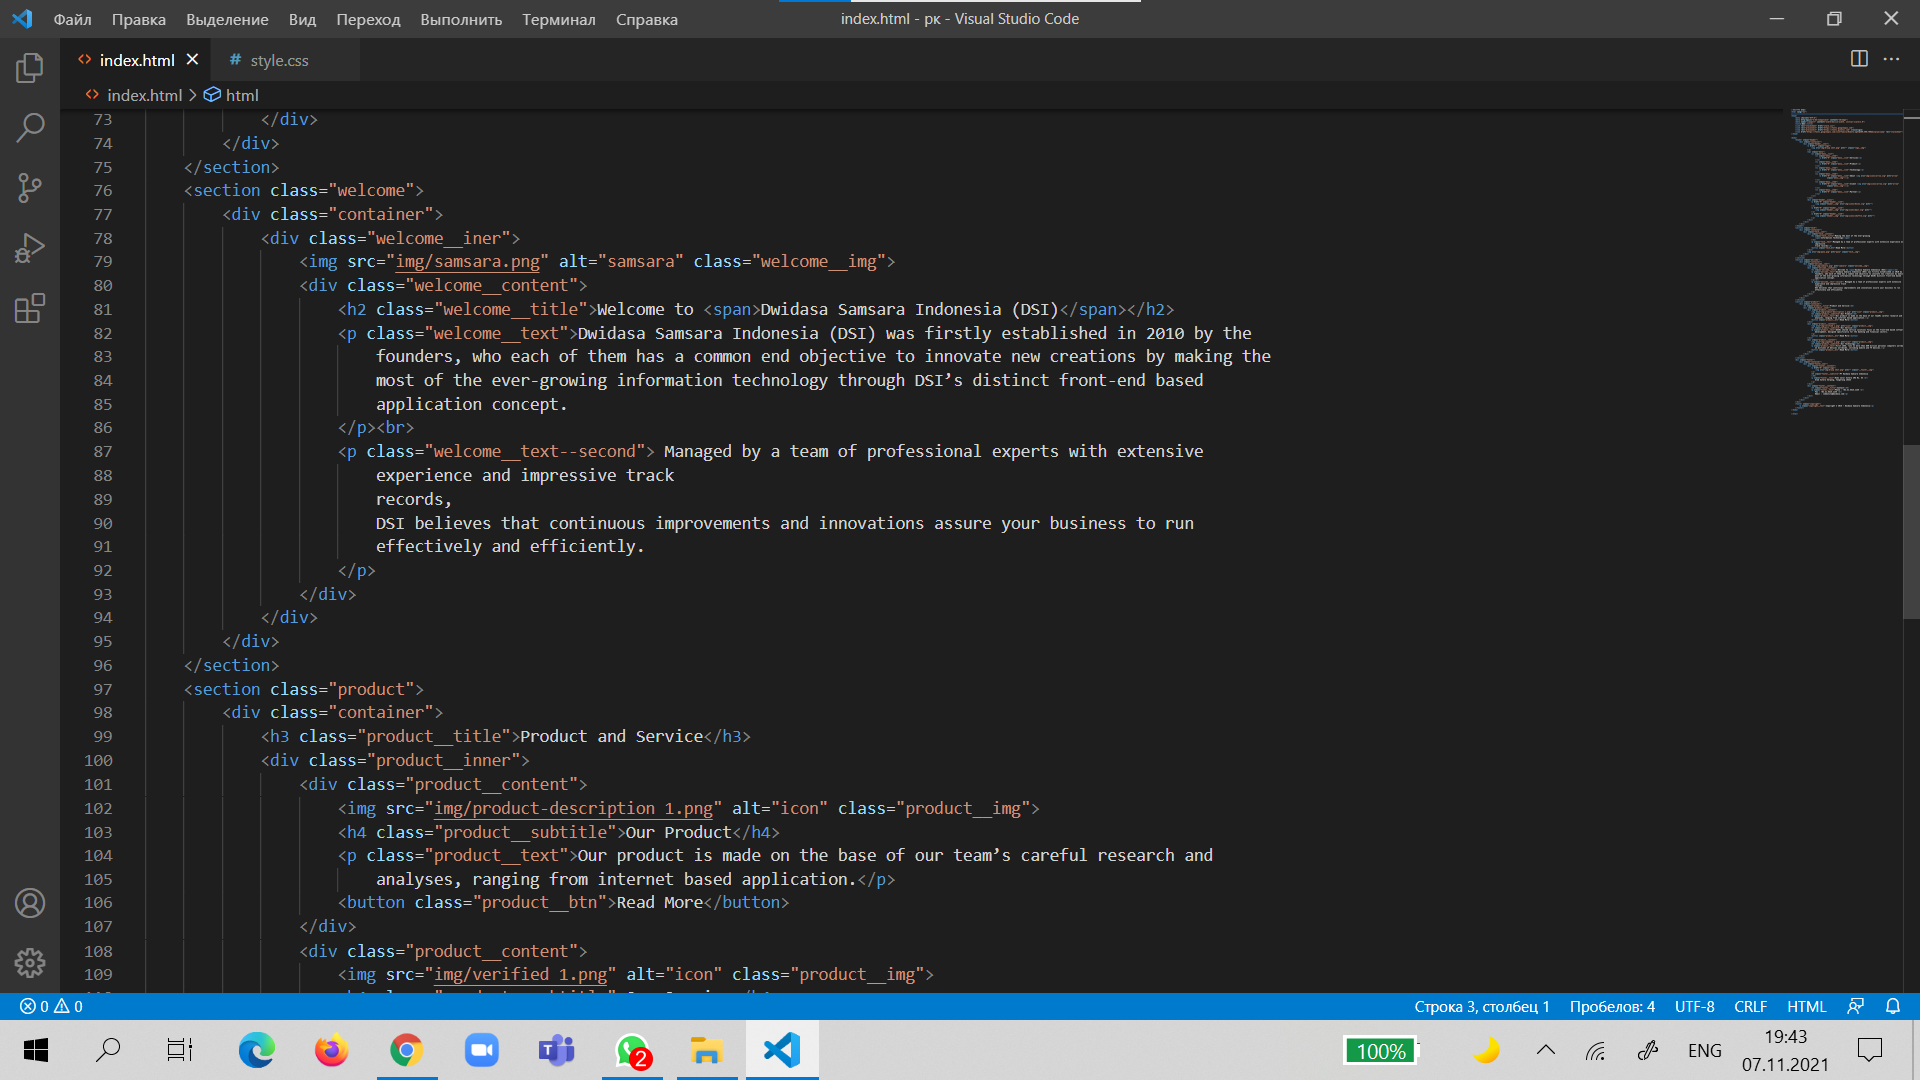 Файл Правка Выделение Вид Переход Выполнить Терминал Справка index.html - рк - Visual Studio Code
index.html # style.css
index.html > html
73 </div>
74 </div>
75 </section>
76 <section class="welcome">
77 <div class="container">
78 <div class="welcome__iner">
79 <img src="img/samsara.png" alt="samsara" class="welcome__img">
80 <div class="welcome__content">
81 <h2 class="welcome__title">Welcome to <span>Dwidasa Samsara Indonesia (DSI)</span></h2>
82 <p class="welcome__text">Dwidasa Samsara Indonesia (DSI) was firstly established in 2010 by the
83 founders, who each of them has a common end objective to innovate new creations by making the
84 most of the ever-growing information technology through DSI’s distinct front-end based
85 application concept.
86 </p><br>
87 <p class="welcome__text--second"> Managed by a team of professional experts with extensive
88 experience and impressive track
89 records,
90 DSI believes that continuous improvements and innovations assure your business to run
91 effectively and efficiently.
92 </p>
93 </div>
94 </div>
95 </div>
96 </section>
97 <section class="product">
98 <div class="container">
99 <h3 class="product__title">Product and Service</h3>
100 <div class="product__inner">
101 <div class="product__content">
102 <img src="img/product-description 1.png" alt="icon" class="product__img">
103 <h4 class="product__subtitle">Our Product</h4>
104 <p class="product__text">Our product is made on the base of our team’s careful research and
105 analyses, ranging from internet based application.</p>
106 <button class="product__btn">Read More</button>
107 </div>
108 <div class="product__content">
109 <img src="img/verified 1.png" alt="icon" class="product__img">
0 0 Строка 3, столбец 1 Пробелов: 4 UTF-8 CRLF HTML
2 100% ENG 19:43
07.11.2021